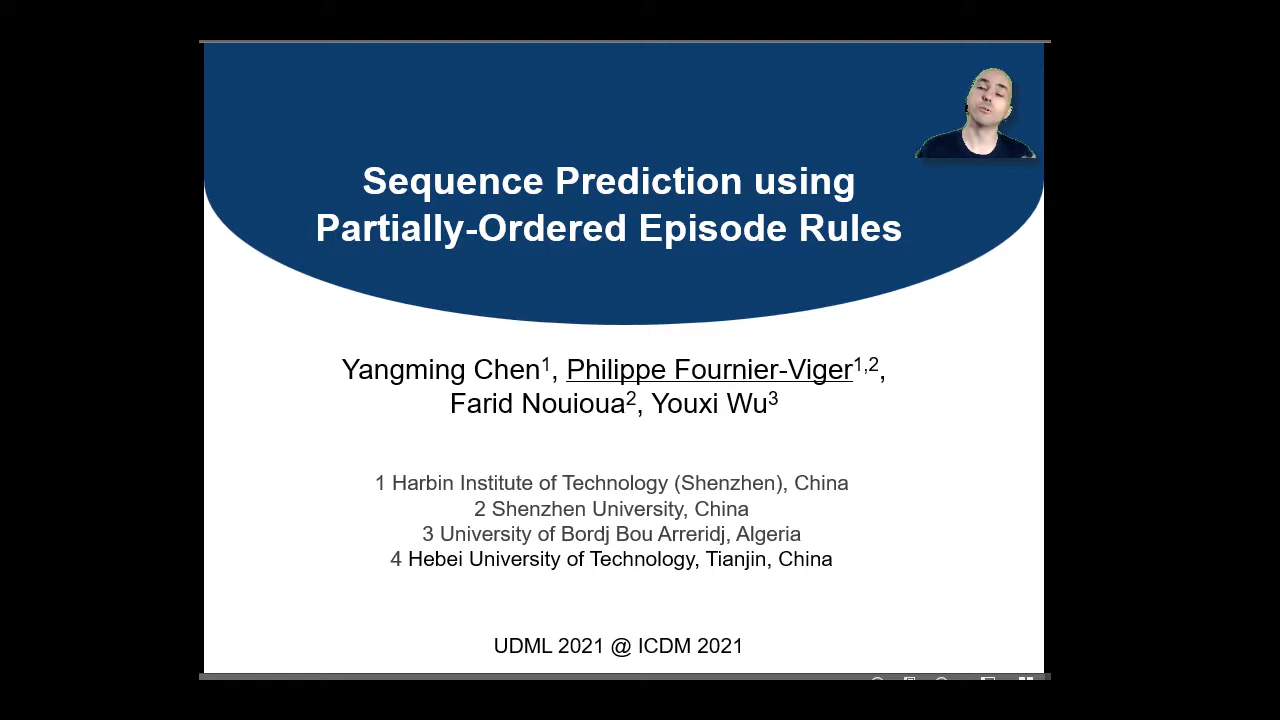 Sequence Prediction using
Partially-Ordered Episode Rules
Yangming Chen1, Philippe Fournier-Viger1,2,
Farid Nouioua2, Youxi Wu3
1 Harbin Institute of Technology (Shenzhen), China
2 Shenzhen University, China
3 University of Bordj Bou Arreridj, Algeria
4 Hebei University of Technology, Tianjin, China
UDML 2021 @ ICDM 2021